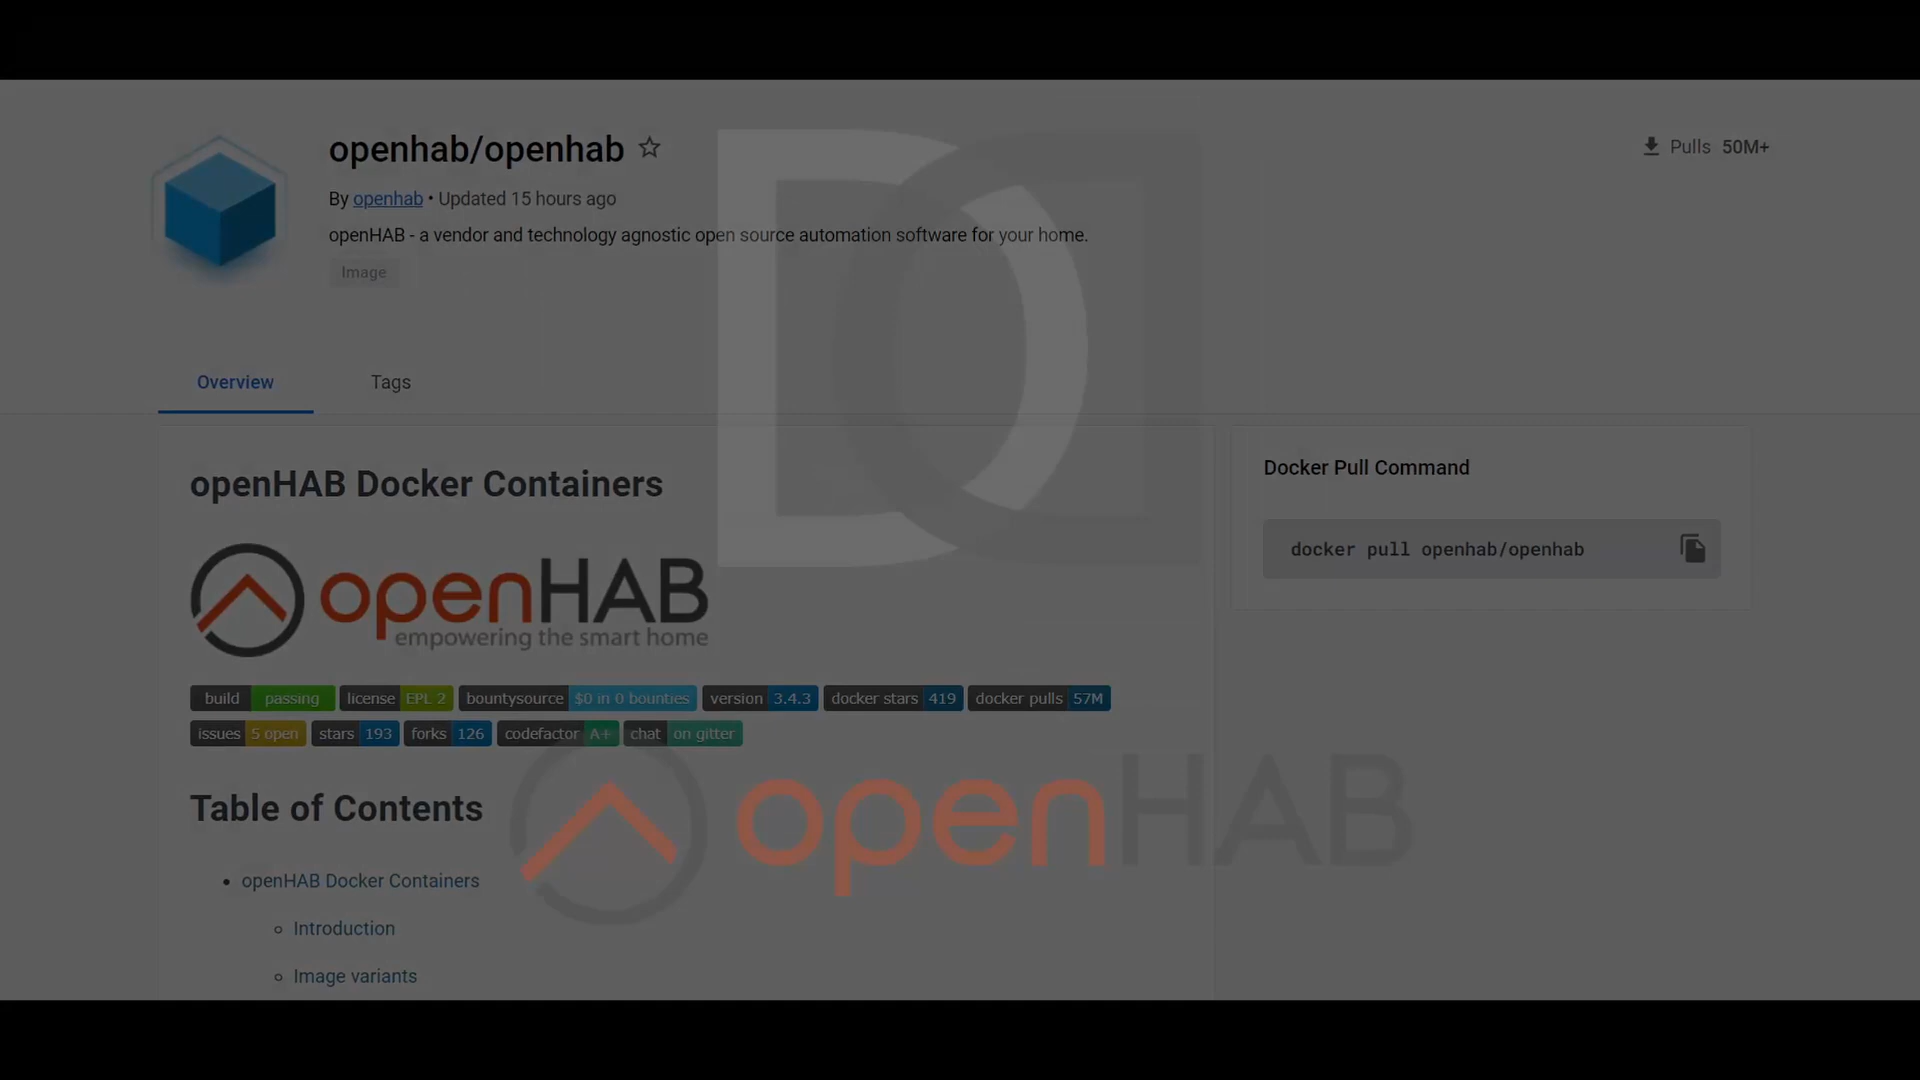 openhab/openhab
Pulls 50M+
By openhab • Updated 15 hours ago
openHAB - a vendor and technology agnostic open source automation software for your home.
Image
Overview Tags
openHAB Docker Containers
Docker Pull Command
docker pull openhab/openhab
openHAB
empowering the smart home
build passing license EPL 2 bountysource $0 in 0 bounties version 3.4.3 docker stars 419 docker pulls 57M
issues 5 open stars 193 forks 126 codefactor A+ chat on gitter
Table of Contents
openHAB
openHAB Docker Containers
Introduction
Image variants